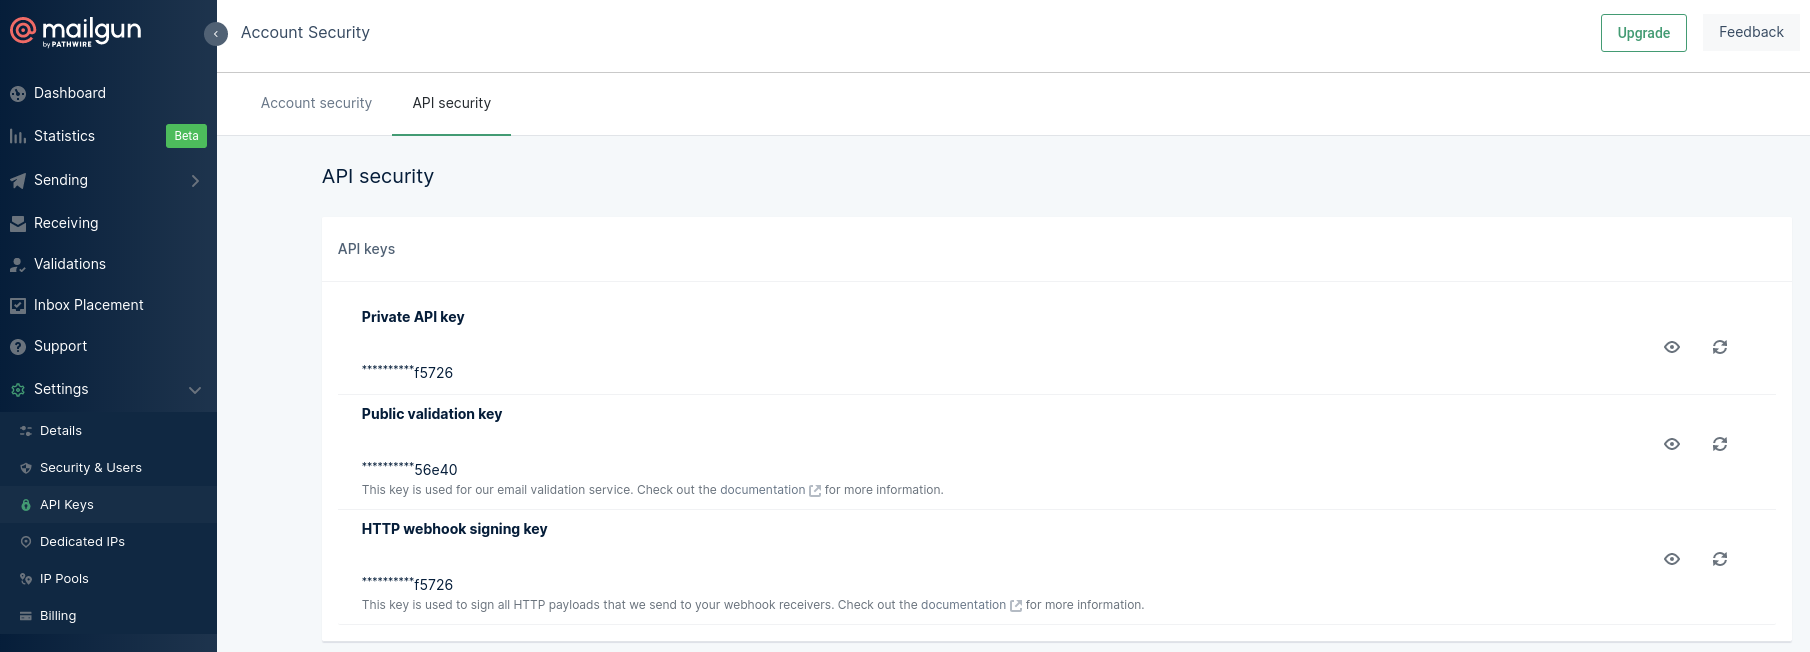 mailgun
by PATHWIRE
Account Security
Upgrade
Feedback
Dashboard
Statistics
Beta
Sending
Receiving
Validations
Inbox Placement
Support
Settings
Details
Security & Users
API Keys
Dedicated IPs
IP Pools
Billing
Account security
API security
API security
API keys
Private API key
**********f5726
Public validation key
**********56e40
This key is used for our email validation service. Check out the documentation for more information.
HTTP webhook signing key
**********f5726
This key is used to sign all HTTP payloads that we send to your webhook receivers. Check out the documentation for more information.